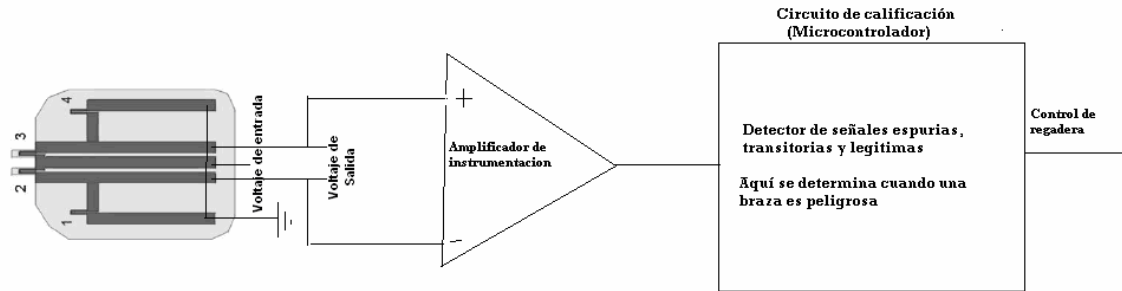 Circuito de calificación
(Microcontrolador)
4
3
2
1
Voltaje de entrada
Voltaje de
Salida
+
Amplificador de
instrumentacion
-
Detector de señales espurias,
transitorias y legitimas
Aquí se determina cuando una
braza es peligrosa
Control de
regadera